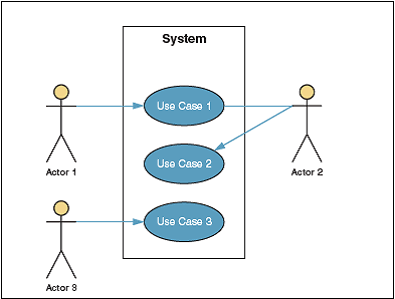 System
Use Case 1
Actor 1
Use Case 2
Actor 2
Use Case 3
Actor 3